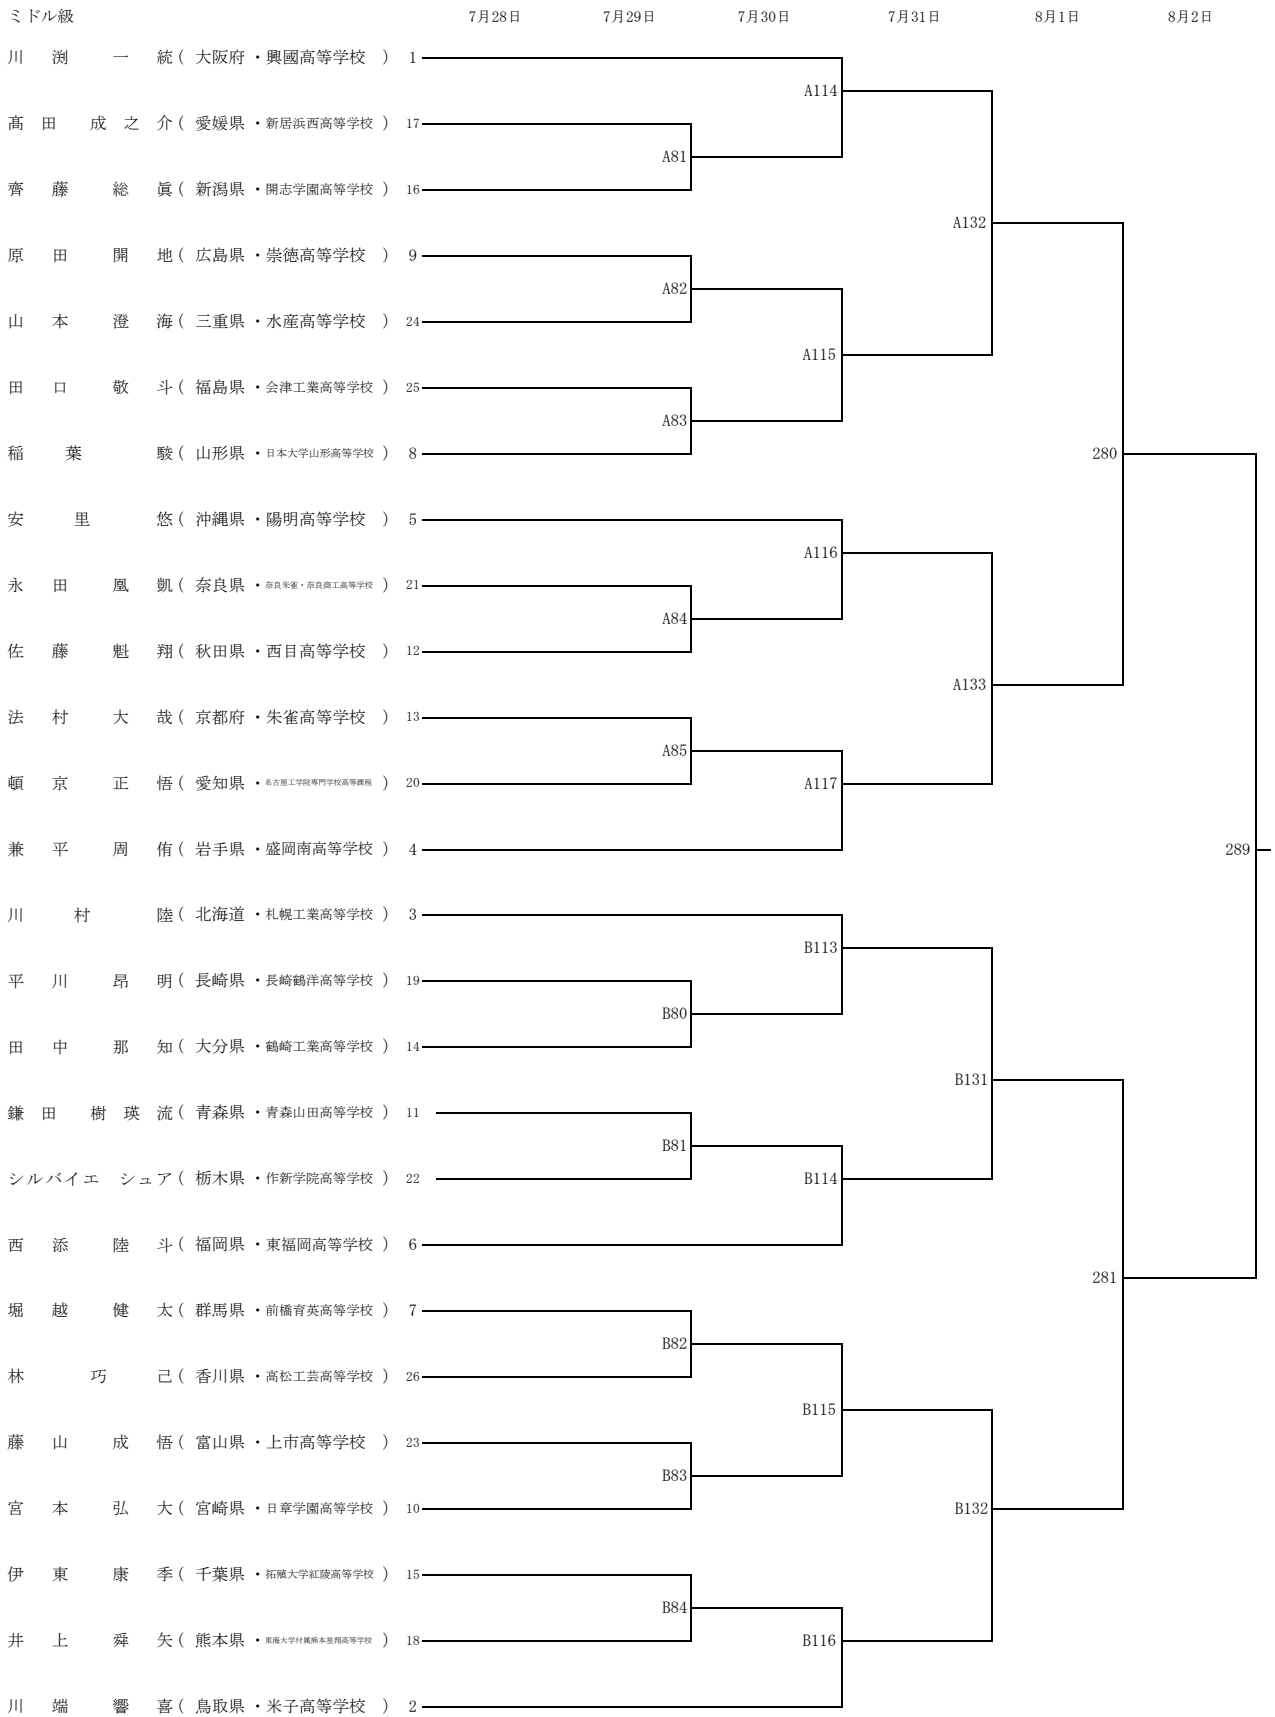 ミドル級 7月28日 7月29日 7月30日 7月31日 8月1日 8月2日
川渕 一統 ( 大阪府 ・ 興國高等学校 ) 1
A114
髙田 成之介 ( 愛媛県 ・ 新居浜西高等学校 ) 17
A81
齊藤 総眞 ( 新潟県 ・ 開志学園高等学校 ) 16
A132
原田 開地 ( 広島県 ・ 崇徳高等学校 ) 9
A82
山本 澄海 ( 三重県 ・ 水産高等学校 ) 24
A115
田口 敬斗 ( 福島県 ・ 会津工業高等学校 ) 25
A83
稲葉 駿 ( 山形県 ・ 日本大学山形高等学校 ) 8
280
安里 悠 ( 沖縄県 ・ 陽明高等学校 ) 5
A116
永田 凰凱 ( 奈良県 ・ 奈良朱雀・奈良商工高等学校 ) 21
A84
佐藤 魁翔 ( 秋田県 ・ 西目高等学校 ) 12
A133
法村 大哉 ( 京都府 ・ 朱雀高等学校 ) 13
A85
頓京 正悟 ( 愛知県 ・ 名古屋工学院専門学校高等課程 ) 20
A117
兼平 周侑 ( 岩手県 ・ 盛岡南高等学校 ) 4
289
川村 陸 ( 北海道 ・ 札幌工業高等学校 ) 3
B113
平川 昂明 ( 長崎県 ・ 長崎鶴洋高等学校 ) 19
B80
田中 那知 ( 大分県 ・ 鶴崎工業高等学校 ) 14
B131
鎌田 樹瑛流 ( 青森県 ・ 青森山田高等学校 ) 11
B81
シルバイエ シュア ( 栃木県 ・ 作新学院高等学校 ) 22
B114
西添 陸斗 ( 福岡県 ・ 東福岡高等学校 ) 6
281
堀越 健太 ( 群馬県 ・ 前橋育英高等学校 ) 7
B82
林 巧己 ( 香川県 ・ 高松工芸高等学校 ) 26
B115
藤山 成悟 ( 富山県 ・ 上市高等学校 ) 23
B83
宮本 弘大 ( 宮崎県 ・ 日章学園高等学校 ) 10
B132
伊東 康季 ( 千葉県 ・ 拓殖大学紅陵高等学校 ) 15
B84
井上 舜矢 ( 熊本県 ・ 東海大学付属熊本星翔高等学校 ) 18
B116
川端 響喜 ( 鳥取県 ・ 米子高等学校 ) 2